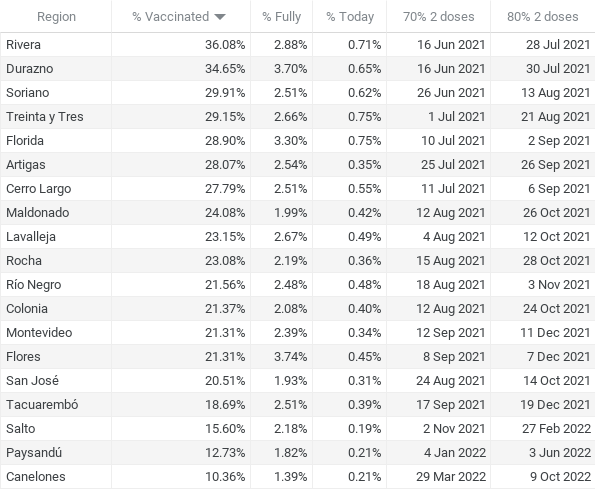 Region % Vaccinated % Fully % Today 70% 2 doses 80% 2 doses
Rivera 36.08% 2.88% 0.71% 16 Jun 2021 28 Jul 2021
Durazno 34.65% 3.70% 0.65% 16 Jun 2021 30 Jul 2021
Soriano 29.91% 2.51% 0.62% 26 Jun 2021 13 Aug 2021
Treinta y Tres 29.15% 2.66% 0.75% 1 Jul 2021 21 Aug 2021
Florida 28.90% 3.30% 0.75% 10 Jul 2021 2 Sep 2021
Artigas 28.07% 2.54% 0.35% 25 Jul 2021 26 Sep 2021
Cerro Largo 27.79% 2.51% 0.55% 11 Jul 2021 6 Sep 2021
Maldonado 24.08% 1.99% 0.42% 12 Aug 2021 26 Oct 2021
Lavalleja 23.15% 2.67% 0.49% 4 Aug 2021 12 Oct 2021
Rocha 23.08% 2.19% 0.36% 15 Aug 2021 28 Oct 2021
Río Negro 21.56% 2.48% 0.48% 18 Aug 2021 3 Nov 2021
Colonia 21.37% 2.08% 0.40% 12 Aug 2021 24 Oct 2021
Montevideo 21.31% 2.39% 0.34% 12 Sep 2021 11 Dec 2021
Flores 21.31% 3.74% 0.45% 8 Sep 2021 7 Dec 2021
San José 20.51% 1.93% 0.31% 24 Aug 2021 14 Oct 2021
Tacuarembó 18.69% 2.51% 0.39% 17 Sep 2021 19 Dec 2021
Salto 15.60% 2.18% 0.19% 2 Nov 2021 27 Feb 2022
Paysandú 12.73% 1.82% 0.21% 4 Jan 2022 3 Jun 2022
Canelones 10.36% 1.39% 0.21% 29 Mar 2022 9 Oct 2022